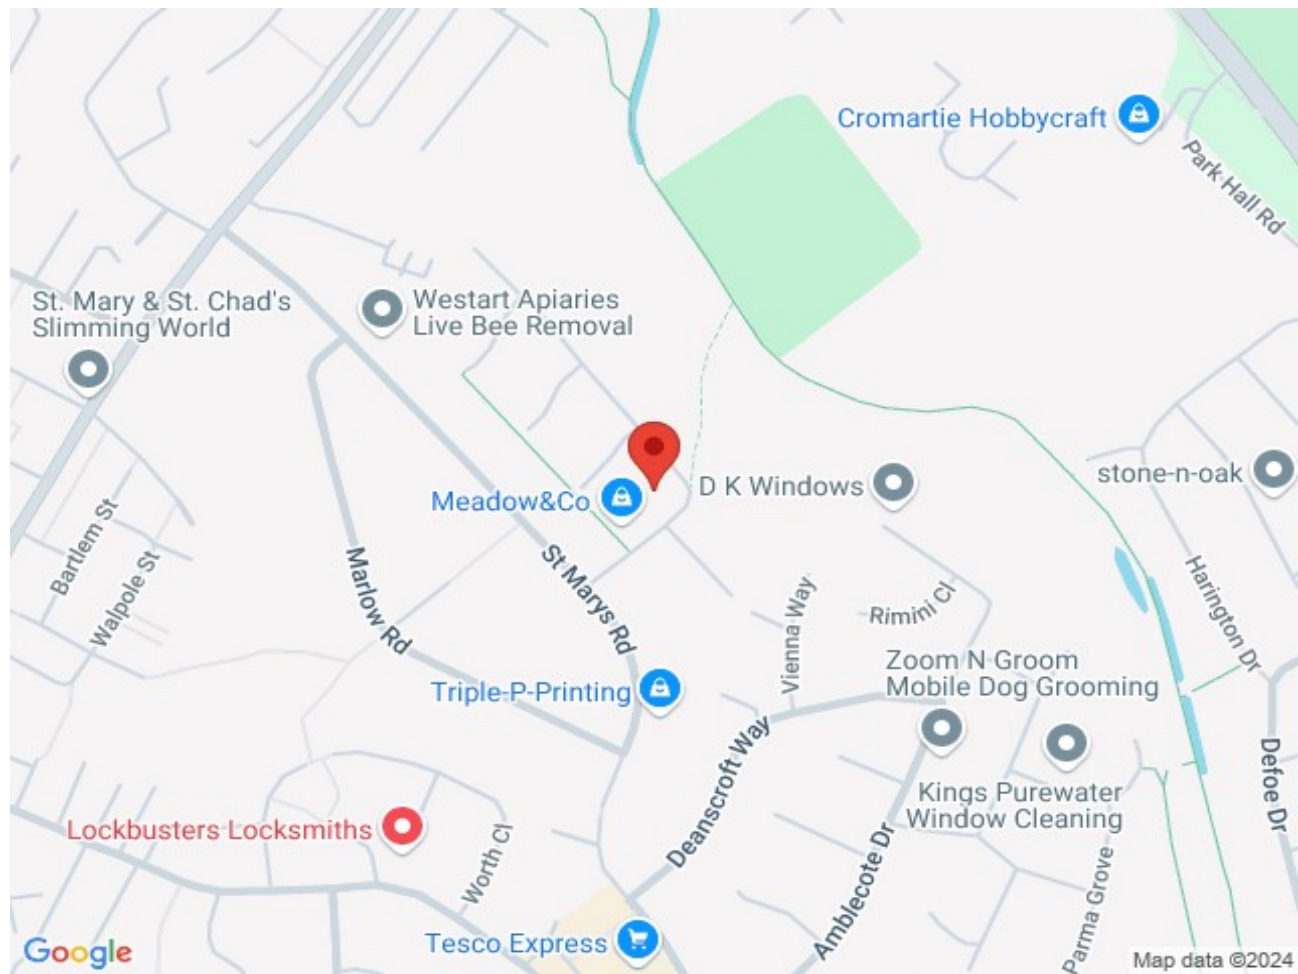 Cromartie Hobbycraft
Park Hall Rd
St. Mary & St. Chad's
Slimming World
Westart Apiaries
Live Bee Removal
Meadow&Co
D K Windows
stone-n-oak
Bartlem St
Walpole St
Marlow Rd
St Marys Rd
Vienna Way
Rimini Cl
Harington Dr
Zoom N Groom
Mobile Dog Grooming
Triple-P-Printing
Deanscroft Way
Kings Purewater
Window Cleaning
Defoe Dr
Lockbusters Locksmiths
Worth Cl
Amblecote Dr
Parma Grove
Tesco Express
Google
Map data ©2024